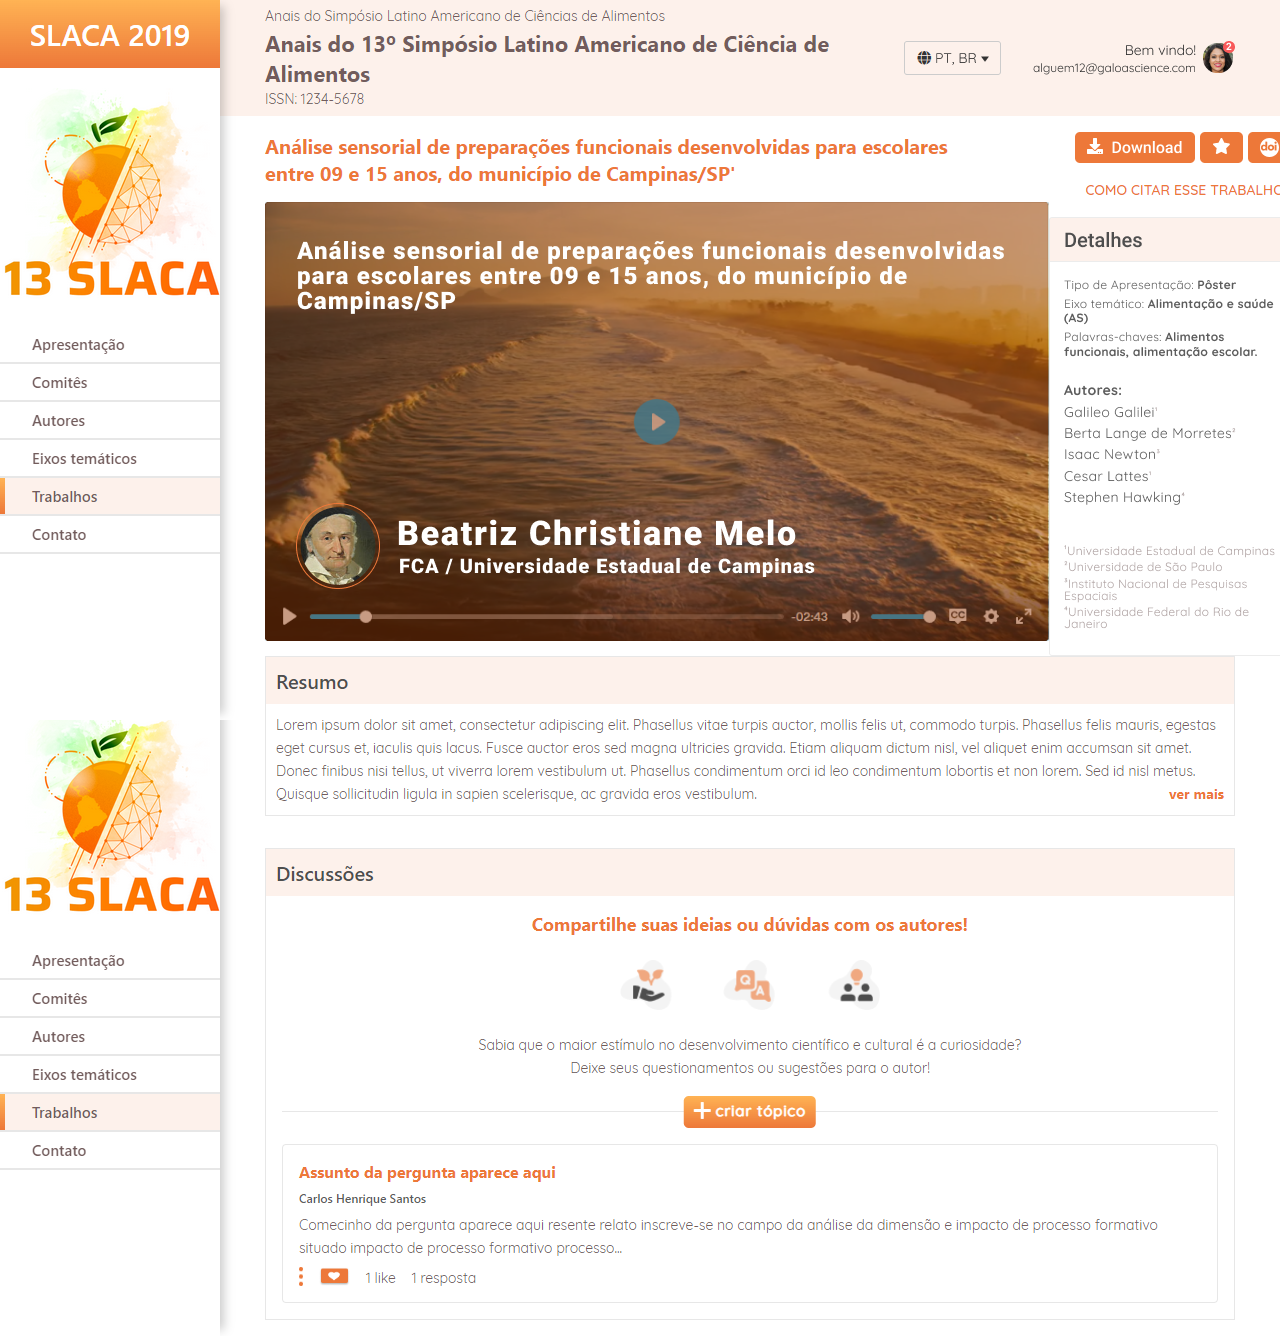 SLACA 2019
13 SLACA
Apresentação
Comitês
Autores
Eixos temáticos
Trabalhos
Contato
13 SLACA
Apresentação
Comitês
Autores
Eixos temáticos
Trabalhos
Contato
Anais do Simpósio Latino Americano de Ciências de Alimentos
Anais do 13º Simpósio Latino Americano de Ciência de
Alimentos
ISSN: 1234-5678
PT, BR
Bem vindo!
alguem12@galoascience.com
2
Análise sensorial de preparações funcionais desenvolvidas para escolares
entre 09 e 15 anos, do município de Campinas/SP'
Download
doi
COMO CITAR ESSE TRABALHO
Análise sensorial de preparações funcionais desenvolvidas
para escolares entre 09 e 15 anos, do município de
Campinas/SP
Beatriz Christiane Melo
FCA / Universidade Estadual de Campinas
-02:43
CC
Detalhes
Tipo de Apresentação: Pôster
Eixo temático: Alimentação e saúde
(AS)
Palavras-chaves: Alimentos
funcionais, alimentação escolar.
Autores:
Galileo Galilei¹
Berta Lange de Morretes²
Isaac Newton³
Cesar Lattes¹
Stephen Hawking⁴
¹Universidade Estadual de Campinas
²Universidade de São Paulo
³Instituto Nacional de Pesquisas
Espaciais
⁴Universidade Federal do Rio de
Janeiro
Resumo
Lorem ipsum dolor sit amet, consectetur adipiscing elit. Phasellus vitae turpis auctor, mollis felis ut, commodo turpis. Phasellus felis mauris, egestas
eget cursus et, iaculis quis lacus. Fusce auctor eros sed magna ultricies gravida. Etiam aliquam dictum nisl, vel aliquet enim accumsan sit amet.
Donec finibus nisi tellus, ut viverra lorem vestibulum ut. Phasellus condimentum orci id leo condimentum lobortis et non lorem. Sed id nisl metus.
Quisque sollicitudin ligula in sapien scelerisque, ac gravida eros vestibulum.
ver mais
Discussões
Compartilhe suas ideias ou dúvidas com os autores!
Q A
Sabia que o maior estímulo no desenvolvimento científico e cultural é a curiosidade?
Deixe seus questionamentos ou sugestões para o autor!
criar tópico
Assunto da pergunta aparece aqui
Carlos Henrique Santos
Comecinho da pergunta aparece aqui resente relato inscreve-se no campo da análise da dimensão e impacto de processo formativo
situado impacto de processo formativo processo...
1 like 1 resposta